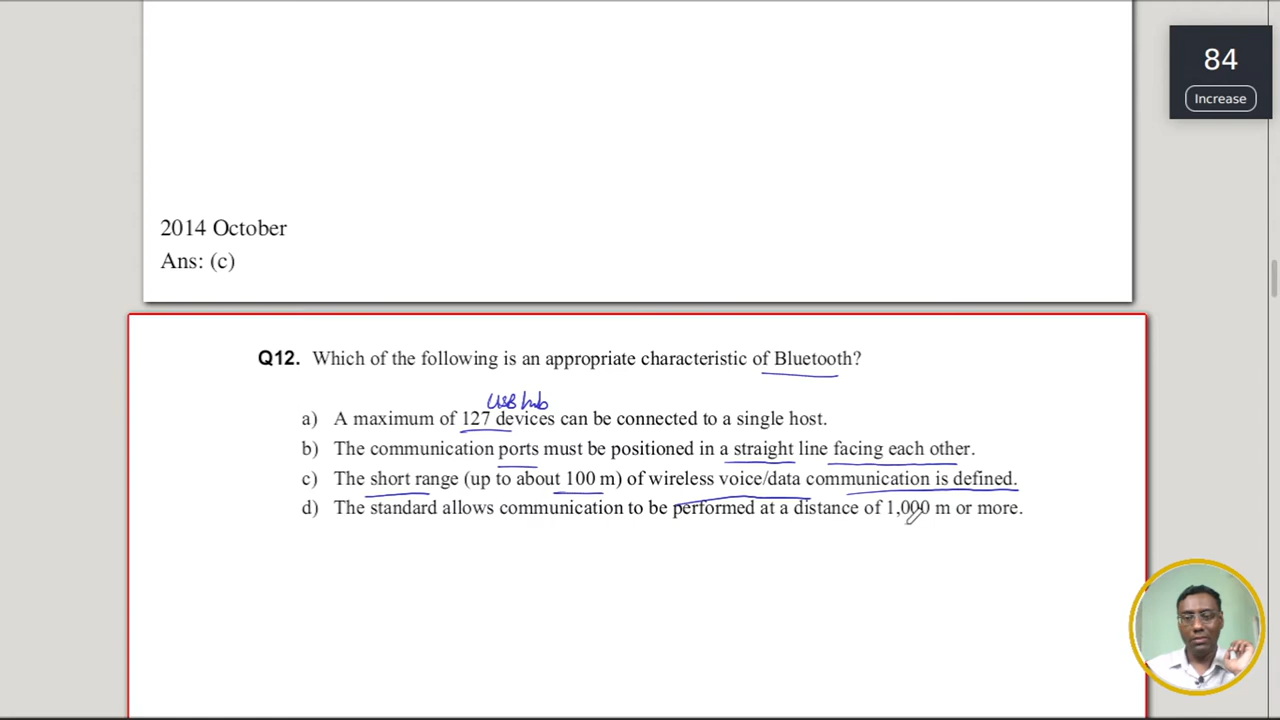 84
Increase
2014 October
Ans: (c)
Q12. Which of the following is an appropriate characteristic of Bluetooth?
USB hub
a) A maximum of 127 devices can be connected to a single host.
b) The communication ports must be positioned in a straight line facing each other.
c) The short range (up to about 100 m) of wireless voice/data communication is defined.
d) The standard allows communication to be performed at a distance of 1,000 m or more.